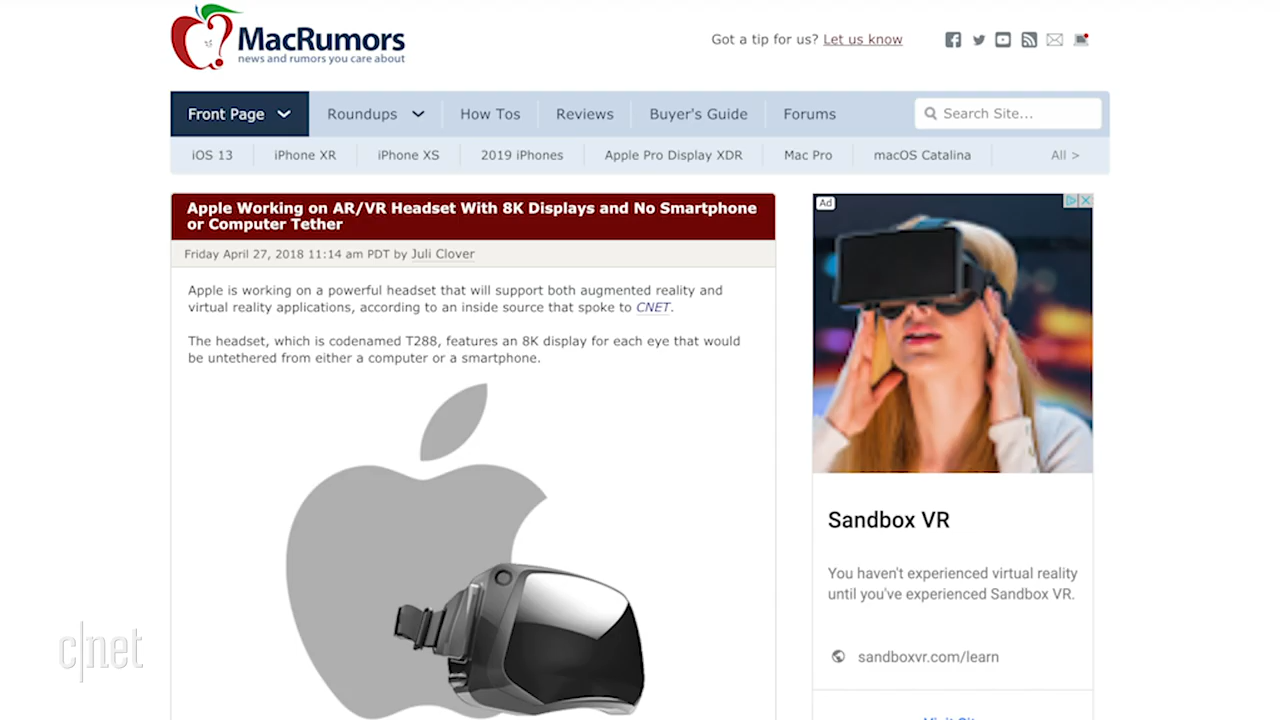 MacRumors
news and rumors you care about
Got a tip for us? Let us know
Front Page
Roundups
How Tos
Reviews
Buyer's Guide
Forums
Search Site...
iOS 13
iPhone XR
iPhone XS
2019 iPhones
Apple Pro Display XDR
Mac Pro
macOS Catalina
All >
Apple Working on AR/VR Headset With 8K Displays and No Smartphone
or Computer Tether
Friday April 27, 2018 11:14 am PDT by Juli Clover
Apple is working on a powerful headset that will support both augmented reality and
virtual reality applications, according to an inside source that spoke to CNET.
The headset, which is codenamed T288, features an 8K display for each eye that would
be untethered from either a computer or a smartphone.
Ad
Sandbox VR
You haven't experienced virtual reality
until you've experienced Sandbox VR.
sandboxvr.com/learn
c|net